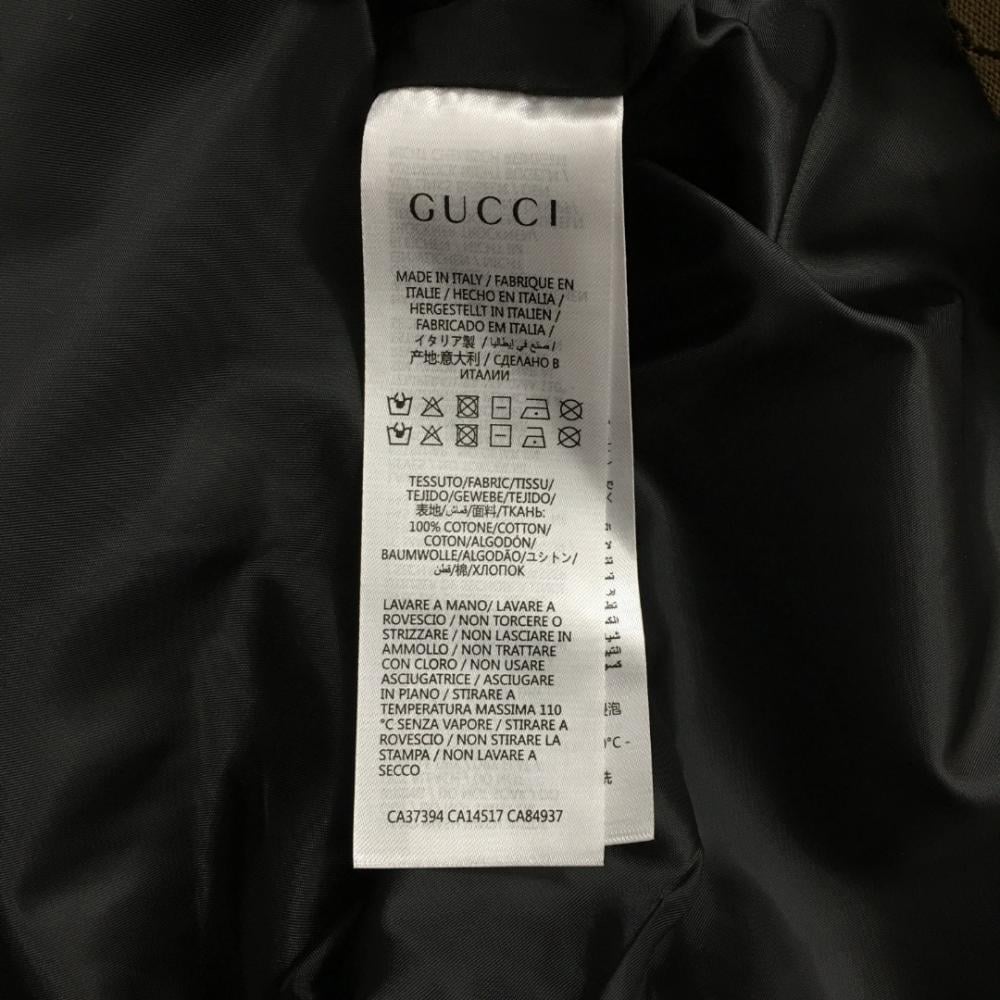 GUCCI
MADE IN ITALY / FABRIQUE EN
ITALIE / HECHO EN ITALIA /
HERGESTELLT IN ITALIEN /
FABRICADO EM ITALIA /
イタリア製 / صنع في إيطاليا /
产地:意大利 / СДЕЛАНО В
ИТАЛИИ
TESSUTO/FABRIC/TISSU/
TEJIDO/GEWEBE/TEJIDO/
表地/قماش/面料/ТКАНЬ:
100% COTONE/COTTON/
COTON/ALGODÓN/
BAUMWOLLE/ALGODÃO/ユシトン/
قطن/棉/ХЛОПОК
LAVARE A MANO/ LAVARE A
ROVESCIO / NON TORCERE O
STRIZZARE / NON LASCIARE IN
AMMOLLO / NON TRATTARE
CON CLORO / NON USARE
ASCIUGATRICE / ASCIUGARE
IN PIANO / STIRARE A
TEMPERATURA MASSIMA 110
°C SENZA VAPORE / STIRARE A
ROVESCIO / NON STIRARE LA
STAMPA / NON LAVARE A
SECCO
CA37394 CA14517 CA84937
浸泡
°C -
洗